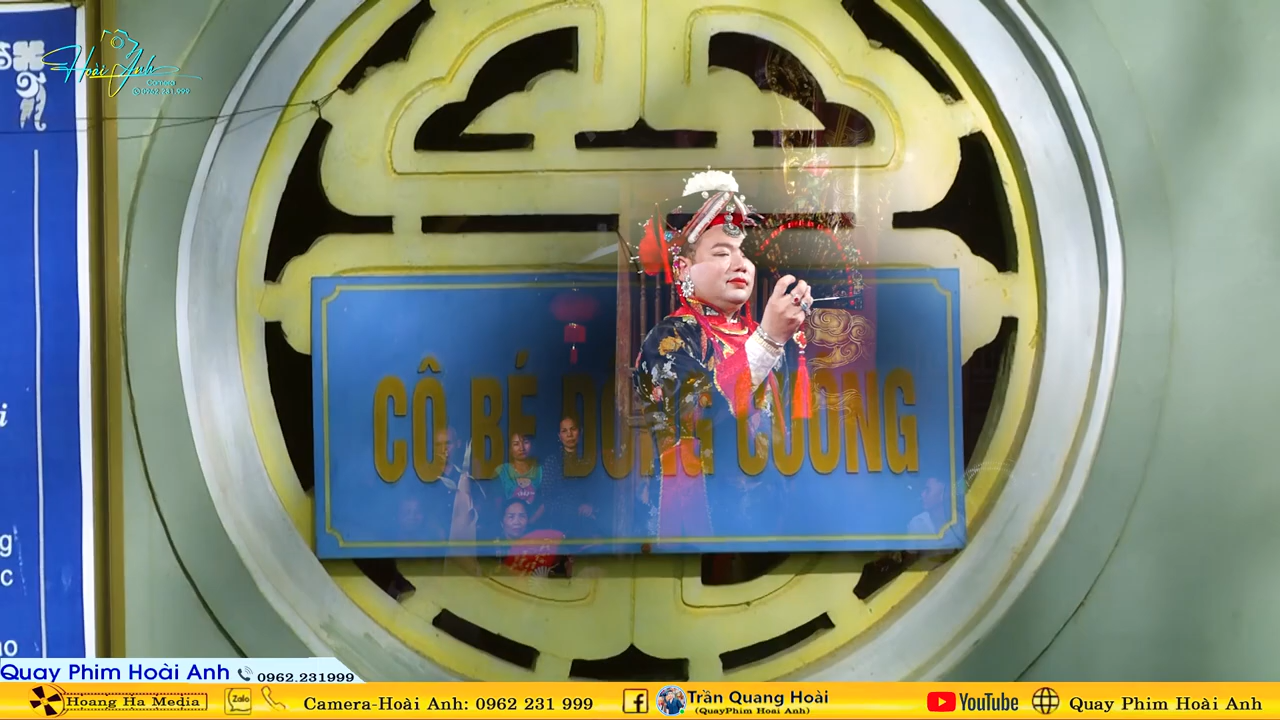 Hoài Anh
Camera
0962.231.999
CÔ BÉ ĐÔNG CUÔNG
Quay Phim Hoài Anh 0962.231999
Hoang Ha Media
Zalo
Camera-Hoài Anh: 0962 231 999
Trần Quang Hoài
(QuayPhim Hoai Anh)
YouTube
Quay Phim Hoài Anh